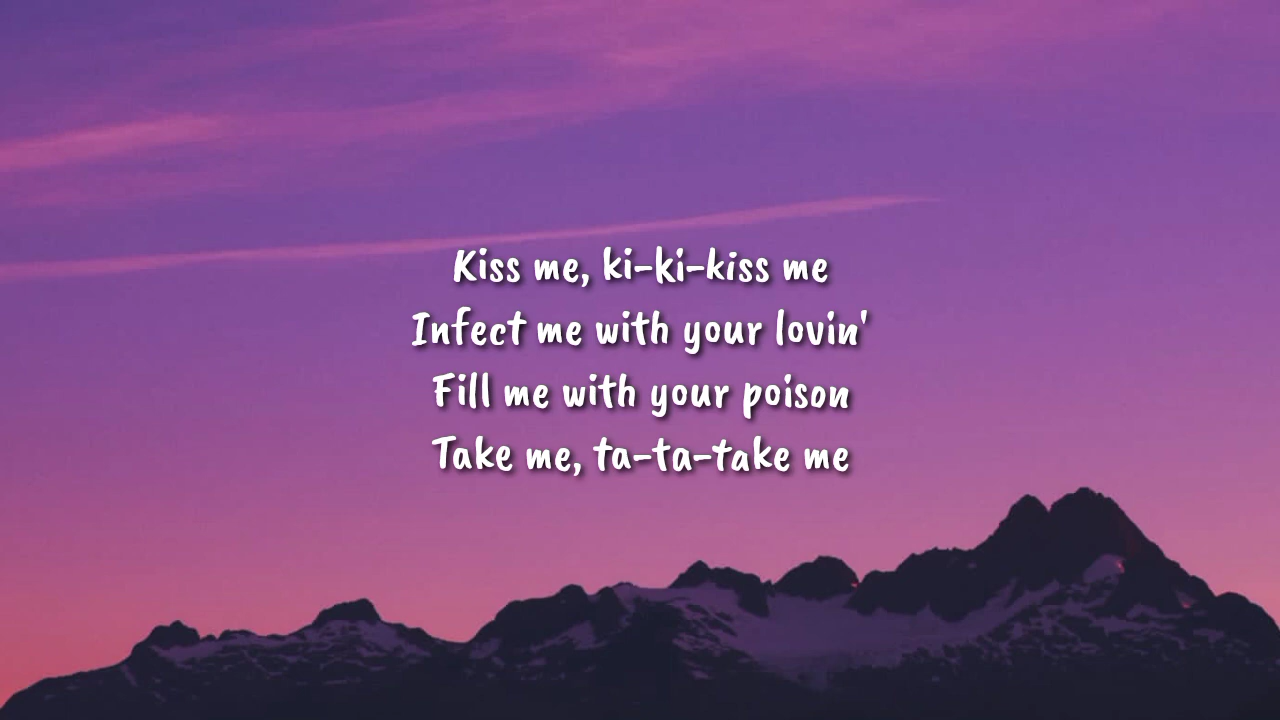 Kiss me, ki-ki-kiss me
Infect me with your lovin'
Fill me with your poison
Take me, ta-ta-take me